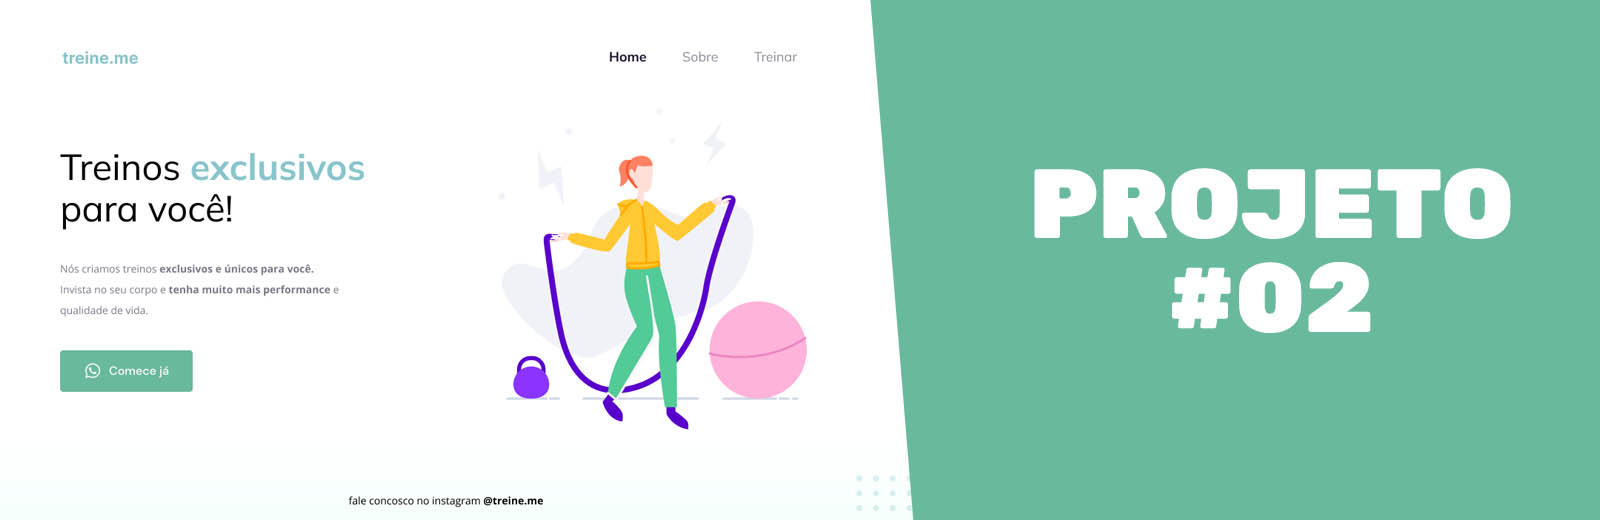 treine.me
Home Sobre Treinar
Treinos exclusivos
para você!
Nós criamos treinos exclusivos e únicos para você.
Invista no seu corpo e tenha muito mais performance e
qualidade de vida.
Comece já
fale concosco no instagram @treine.me
PROJETO
#02